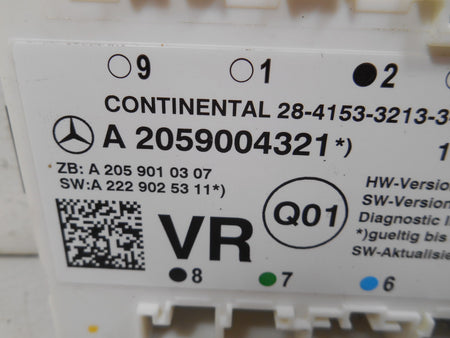 9 1 2
CONTINENTAL 28-4153-3213-3
A 2059004321*)
ZB: A 205 901 03 07
SW:A 222 902 53 11*)
HW-Version
SW-Version
Diagnostic I
*)gueltig bis
SW-Aktualisie
VR
Q01
8 7 6